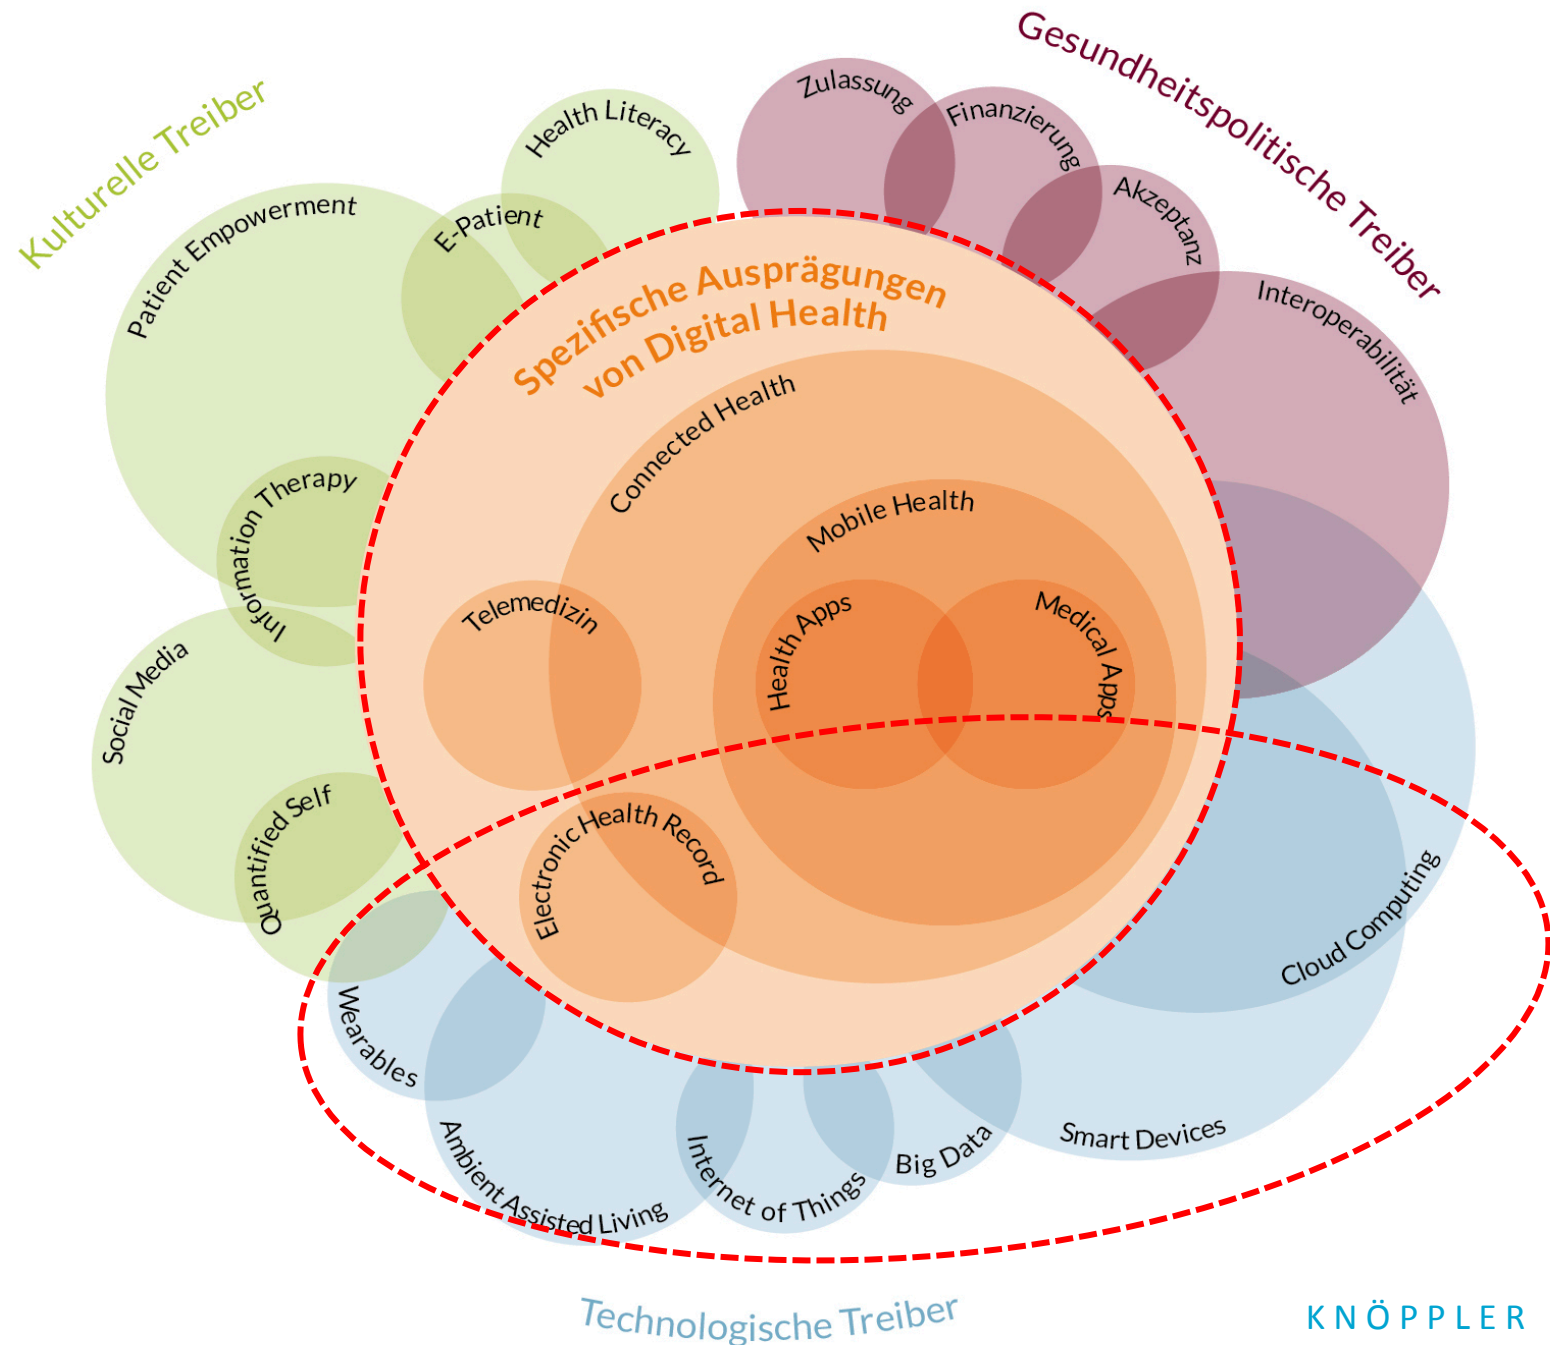 Kulturelle Treiber
Gesundheitspolitische Treiber
Health Literacy
E-Patient
Patient Empowerment
Information Therapy
Social Media
Quantified Self
Zulassung
Finanzierung
Akzeptanz
Interoperabilität
Spezifische Ausprägungen
von Digital Health
Connected Health
Mobile Health
Health Apps
Medical Apps
Telemedizin
Electronic Health Record
Wearables
Ambient Assisted Living
Internet of Things
Big Data
Smart Devices
Cloud Computing
Technologische Treiber
KNÖPPLER